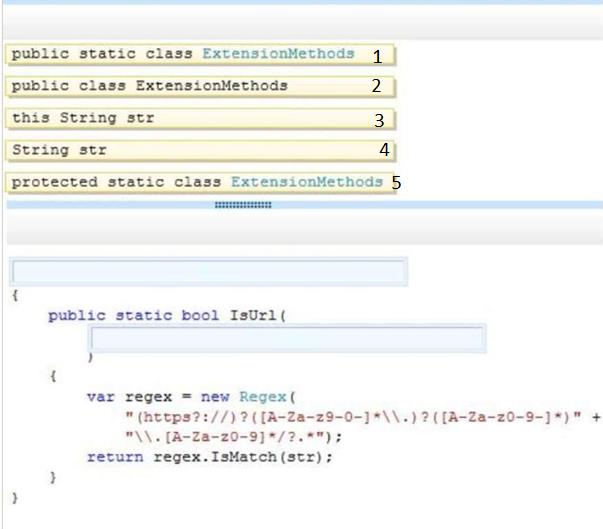 public static class ExtensionMethods 1
public class ExtensionMethods 2
this String str 3
String str 4
protected static class ExtensionMethods 5
{
public static bool IsUrl(
)
{
var regex = new Regex(
"(https?://)?([A-Za-z9-0-]*\\.)?([A-Za-z0-9-]*)" +
"\\.[A-Za-z0-9]*/?.*");
return regex.IsMatch(str);
}
}